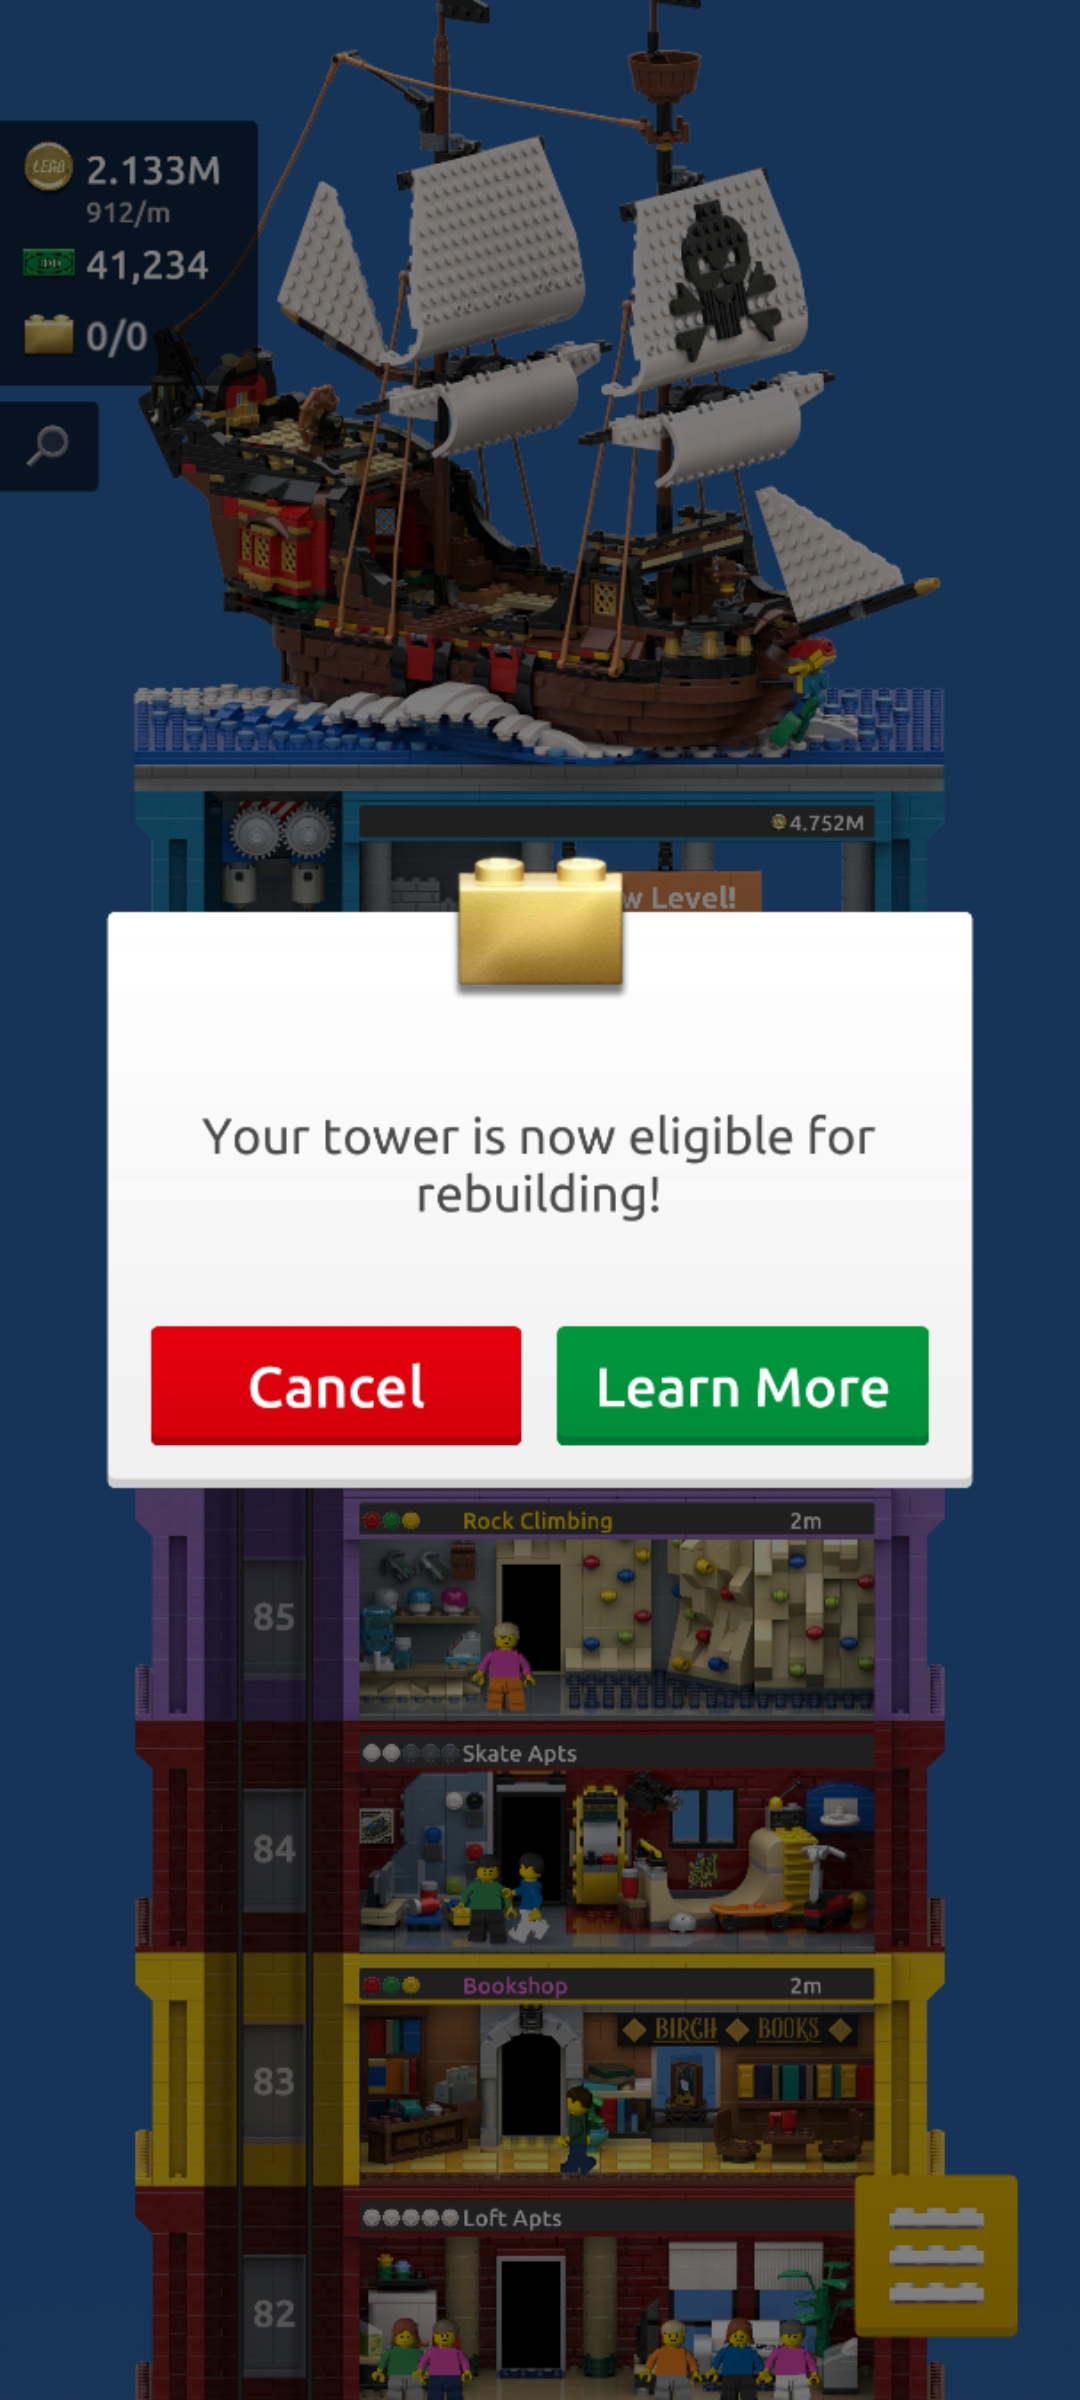 LEGO
2.133M
912/m
41,234
0/0
4.752M
w Level!
Your tower is now eligible for
rebuilding!
Cancel
Learn More
Rock Climbing
2m
85
Skate Apts
84
Bookshop
2m
BIRCH BOOKS
83
Loft Apts
82